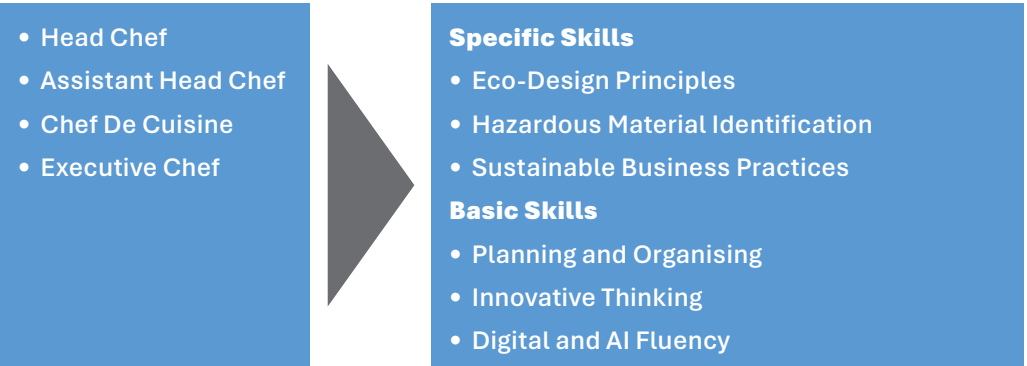 • Head Chef
• Assistant Head Chef
• Chef De Cuisine
• Executive Chef
Specific Skills
• Eco-Design Principles
• Hazardous Material Identification
• Sustainable Business Practices
Basic Skills
• Planning and Organising
• Innovative Thinking
• Digital and AI Fluency